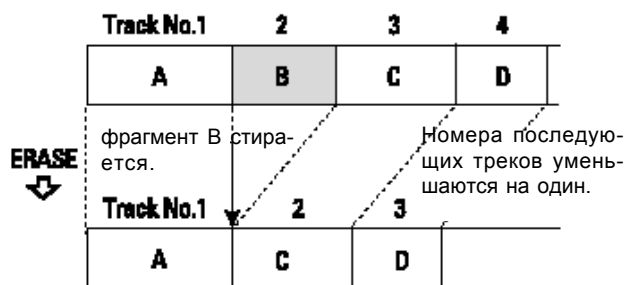 Track No.1 2 3 4
A B C D
фрагмент B стира-
ется.
Номера последую-
щих треков умень-
шаются на один.
ERASE
Track No.1 2 3
A C D